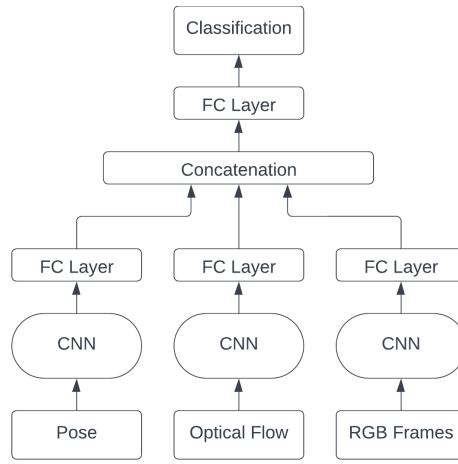 Classification
FC Layer
Concatenation
FC Layer
FC Layer
FC Layer
CNN
CNN
CNN
Pose
Optical Flow
RGB Frames